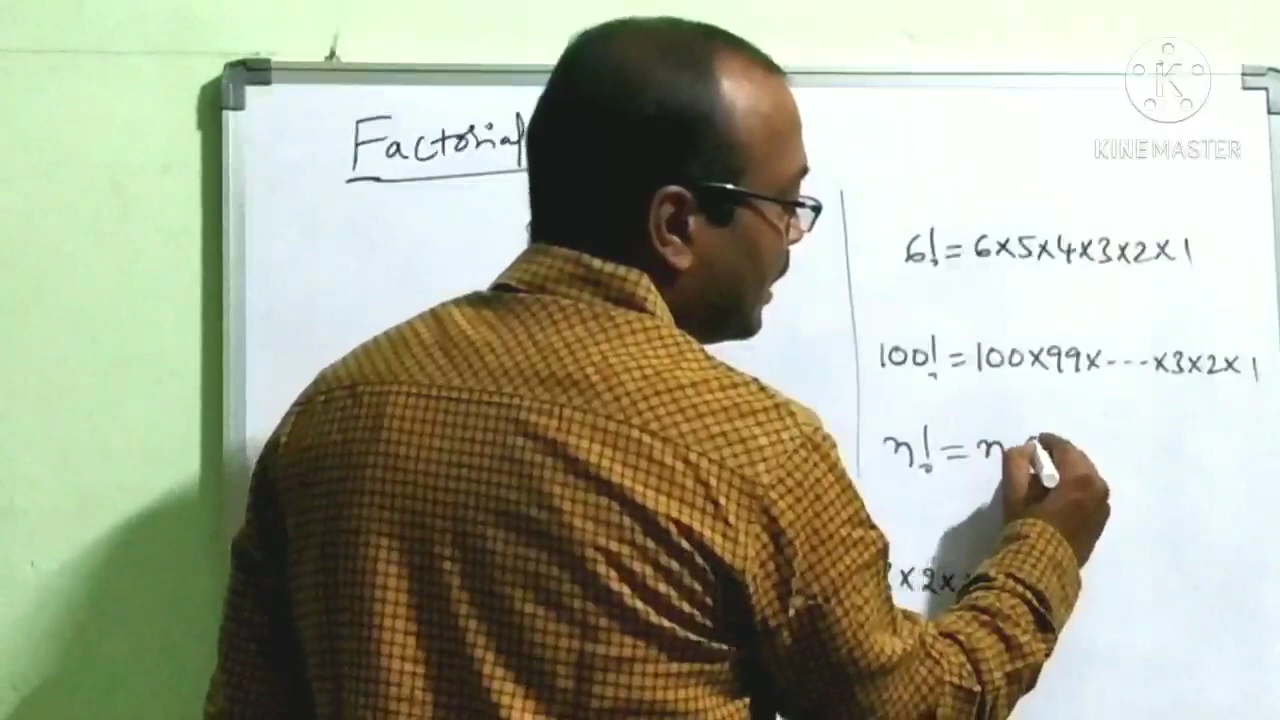 Factorial
6! = 6×5×4×3×2×1
100! = 100×99×---×3×2×1
n! = n
×2×
KINEMASTER